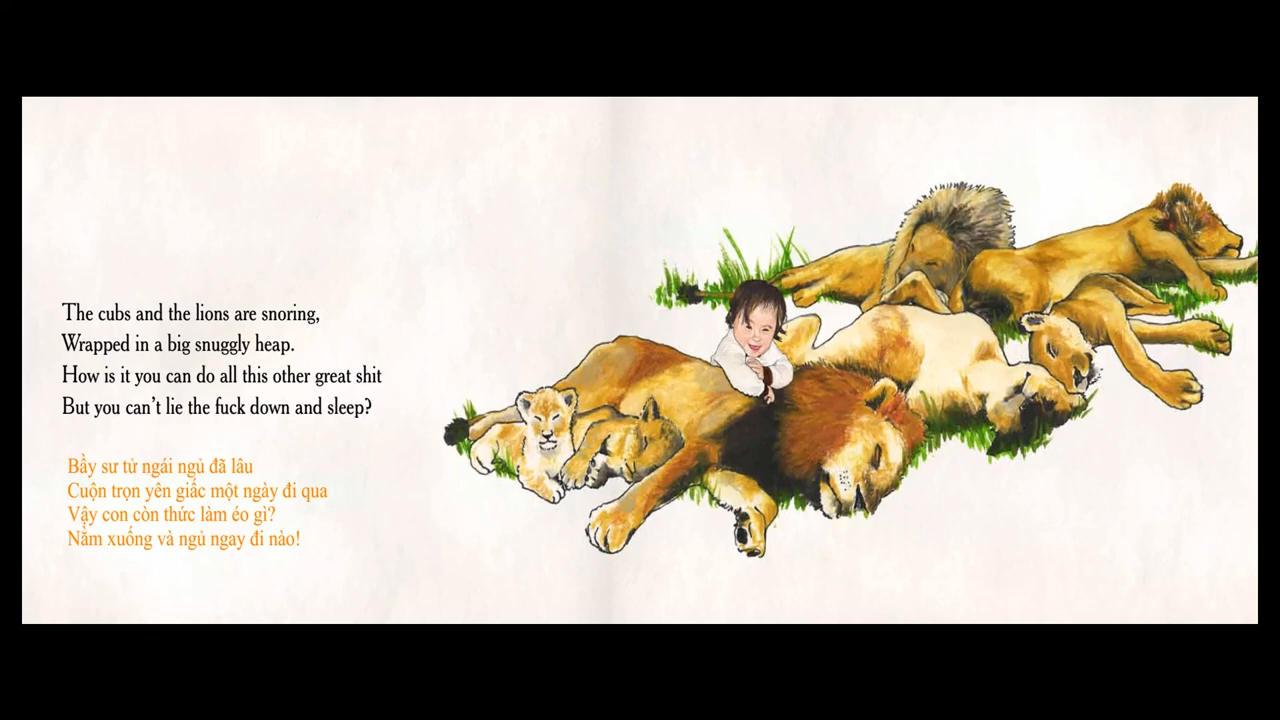 The cubs and the lions are snoring,
Wrapped in a big snuggly heap.
How is it you can do all this other great shit
But you can't lie the fuck down and sleep?
Bầy sư tử ngái ngủ đã lâu
Cuộn trọn yên giấc một ngày đi qua
Vậy con còn thức làm éo gì?
Nằm xuống và ngủ ngay đi nào!